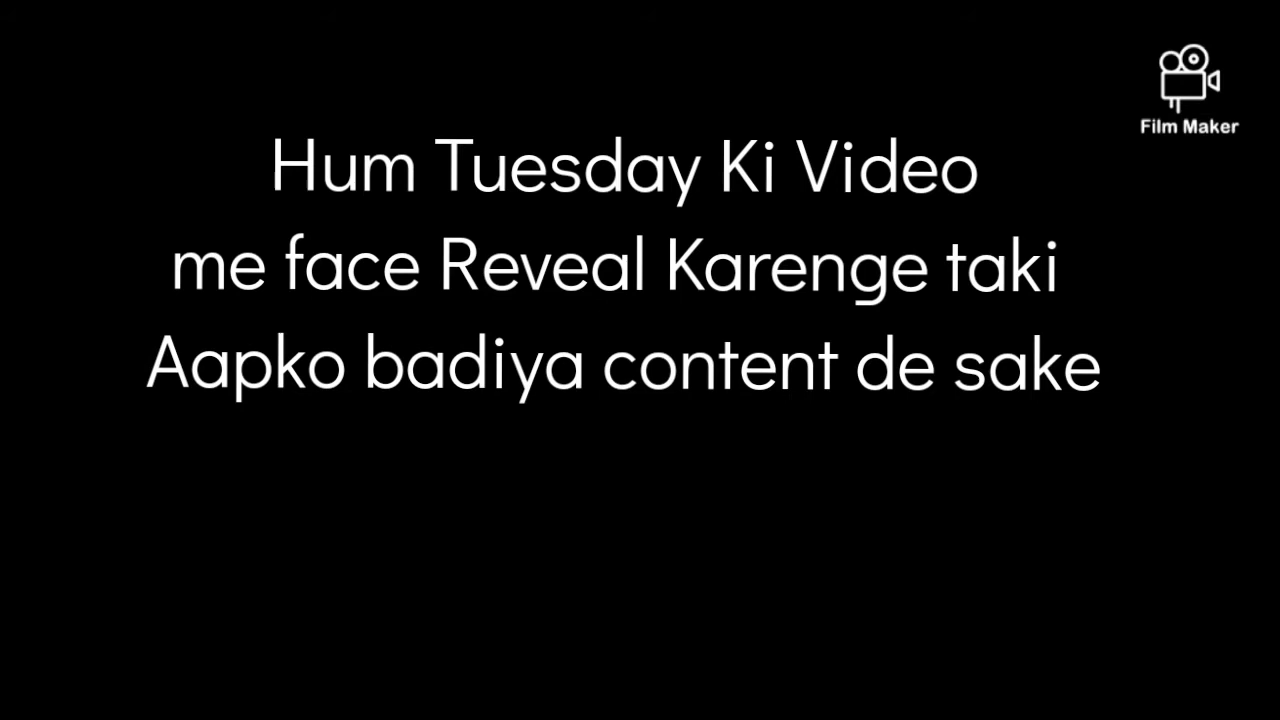 Film Maker
Hum Tuesday Ki Video
me face Reveal Karenge taki
Aapko badiya content de sake